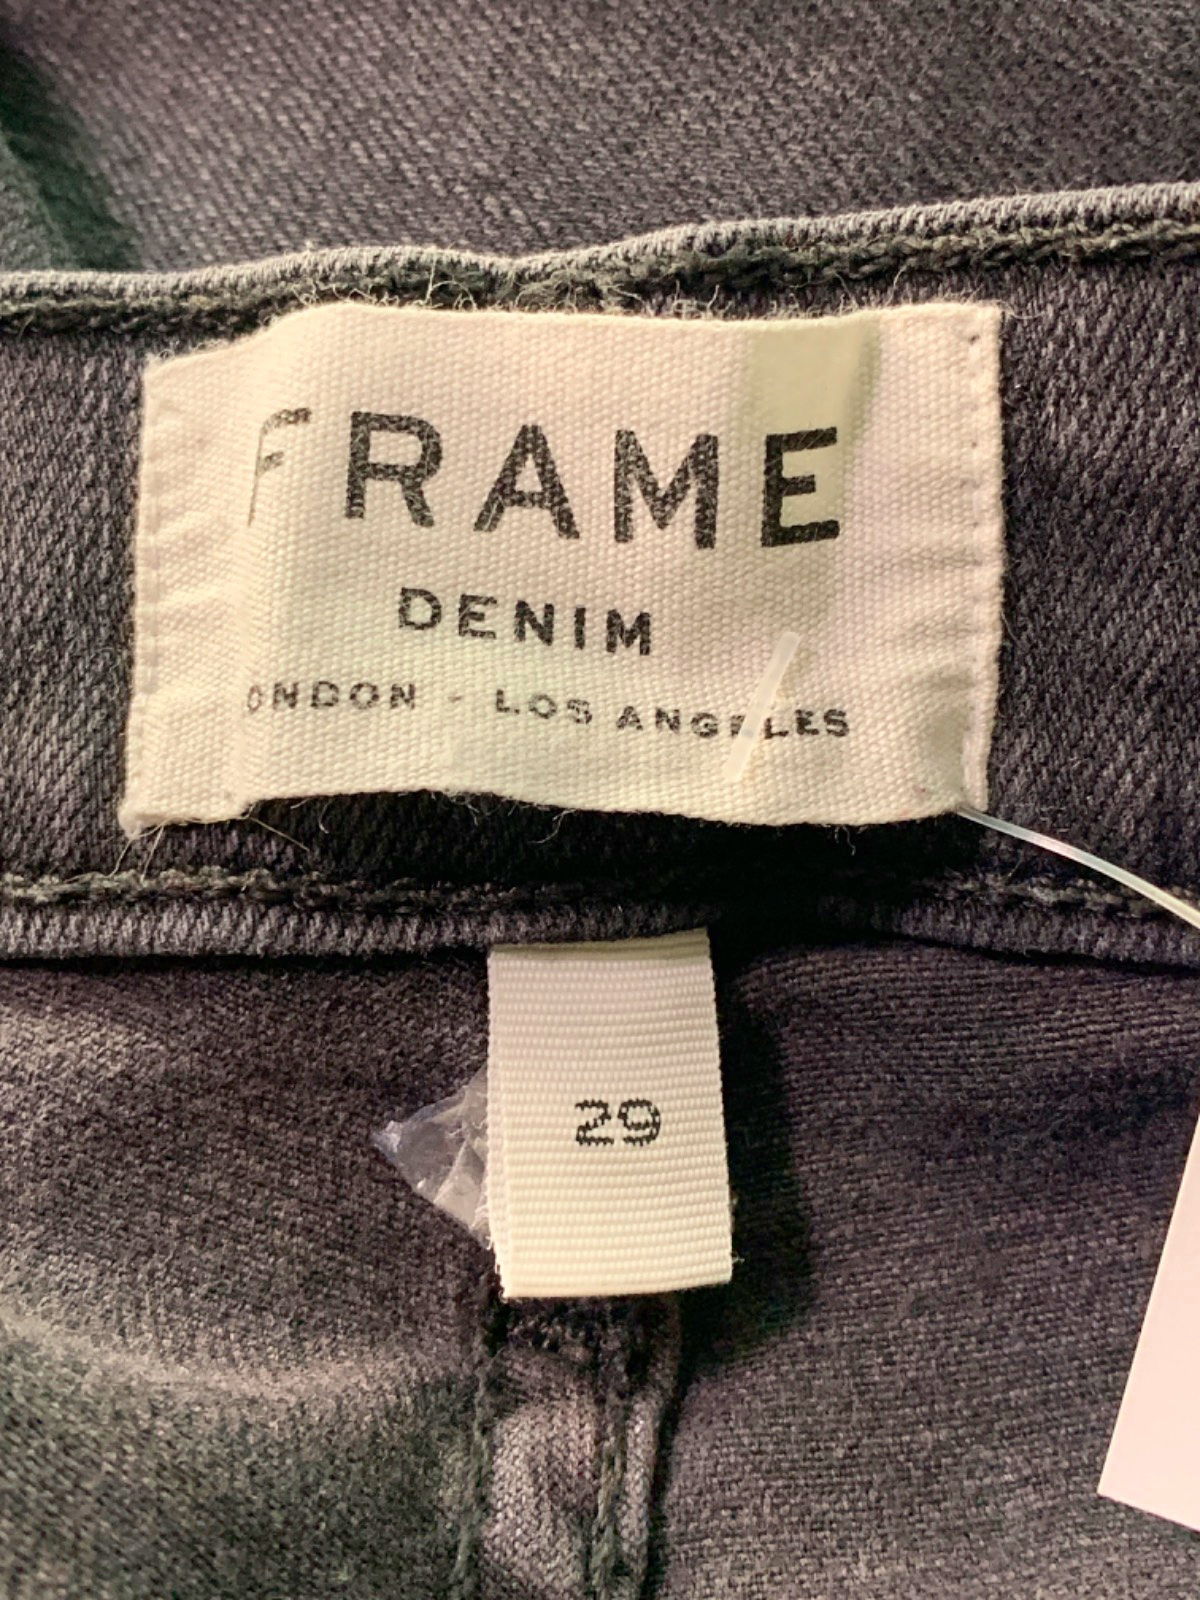 FRAME
DENIM
ONDON - LOS ANGELES
29